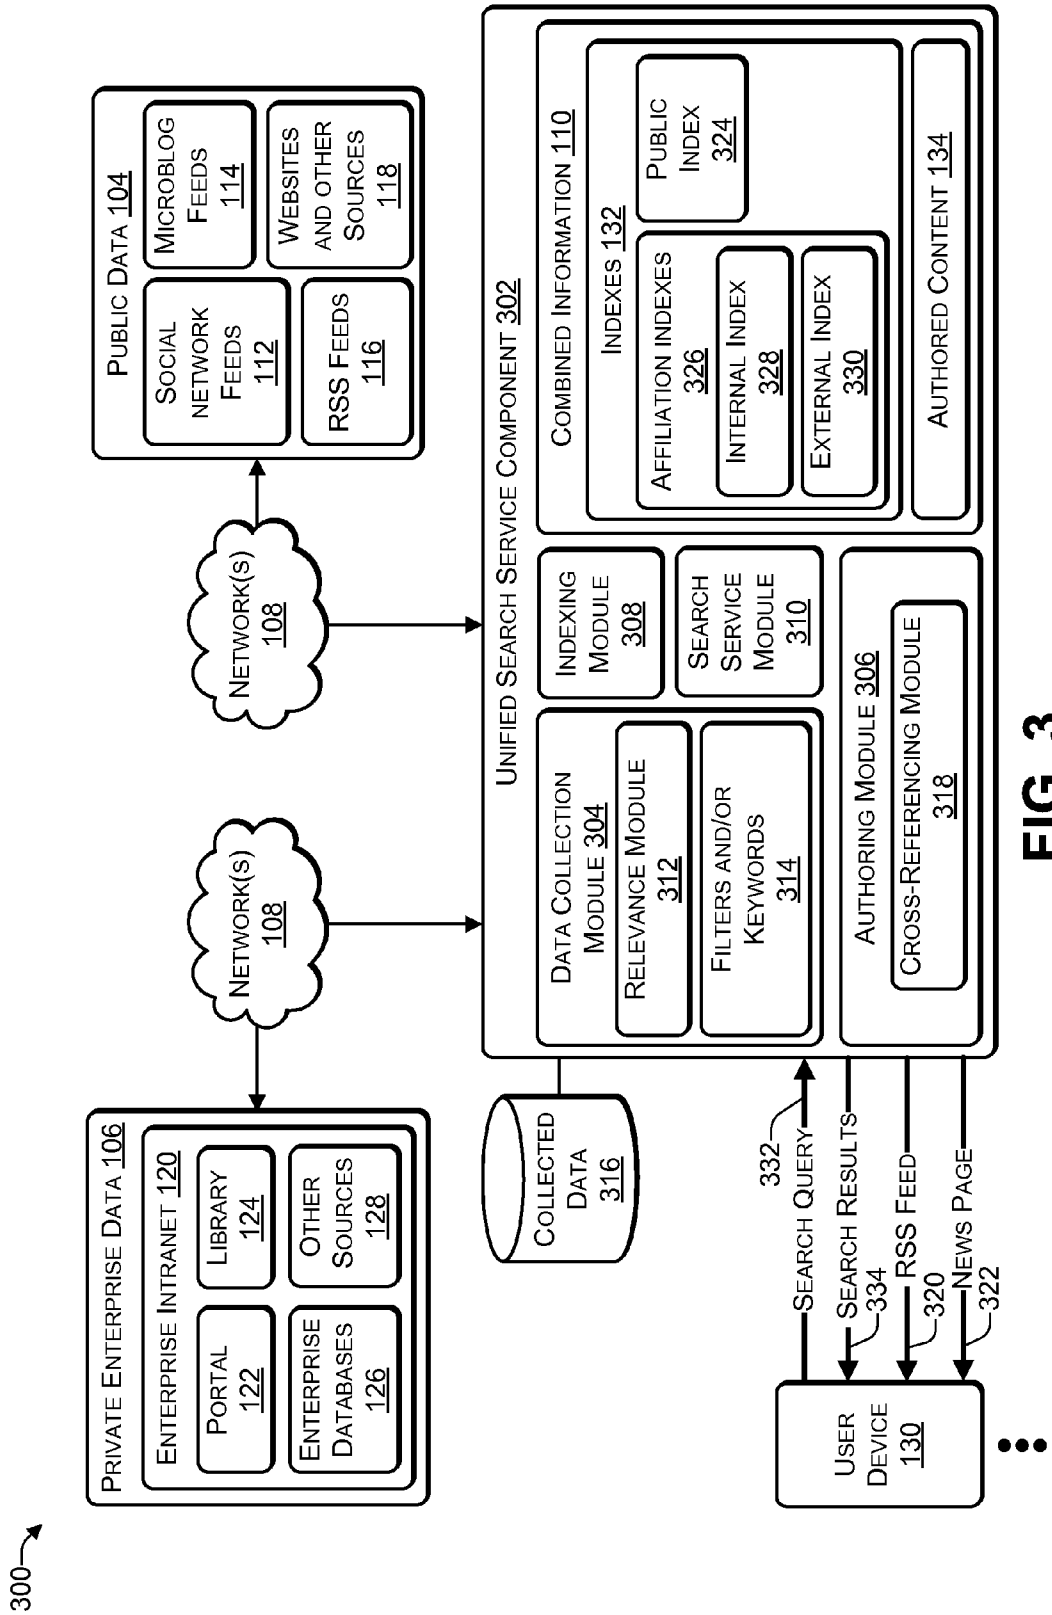 300
PRIVATE ENTERPRISE DATA 106
ENTERPRISE INTRANET 120
PORTAL
122
LIBRARY
124
ENTERPRISE
DATABASES
126
OTHER
SOURCES
128
NETWORK(S)
108
NETWORK(S)
108
PUBLIC DATA 104
SOCIAL
NETWORK
FEEDS
112
MICROBLOG
FEEDS
114
RSS FEEDS
116
WEBSITES
AND OTHER
SOURCES
118
COLLECTED
DATA
316
UNIFIED SEARCH SERVICE COMPONENT 302
DATA COLLECTION
MODULE 304
RELEVANCE MODULE
312
FILTERS AND/OR
KEYWORDS
314
INDEXING
MODULE
308
SEARCH
SERVICE
MODULE
310
AUTHORING MODULE 306
CROSS-REFERENCING MODULE
318
COMBINED INFORMATION 110
INDEXES 132
AFFILIATION INDEXES
326
INTERNAL INDEX
328
EXTERNAL INDEX
330
PUBLIC
INDEX
324
AUTHORED CONTENT 134
USER
DEVICE
130
332
SEARCH QUERY
SEARCH RESULTS
334
RSS FEED
320
NEWS PAGE
322
FIG. 3